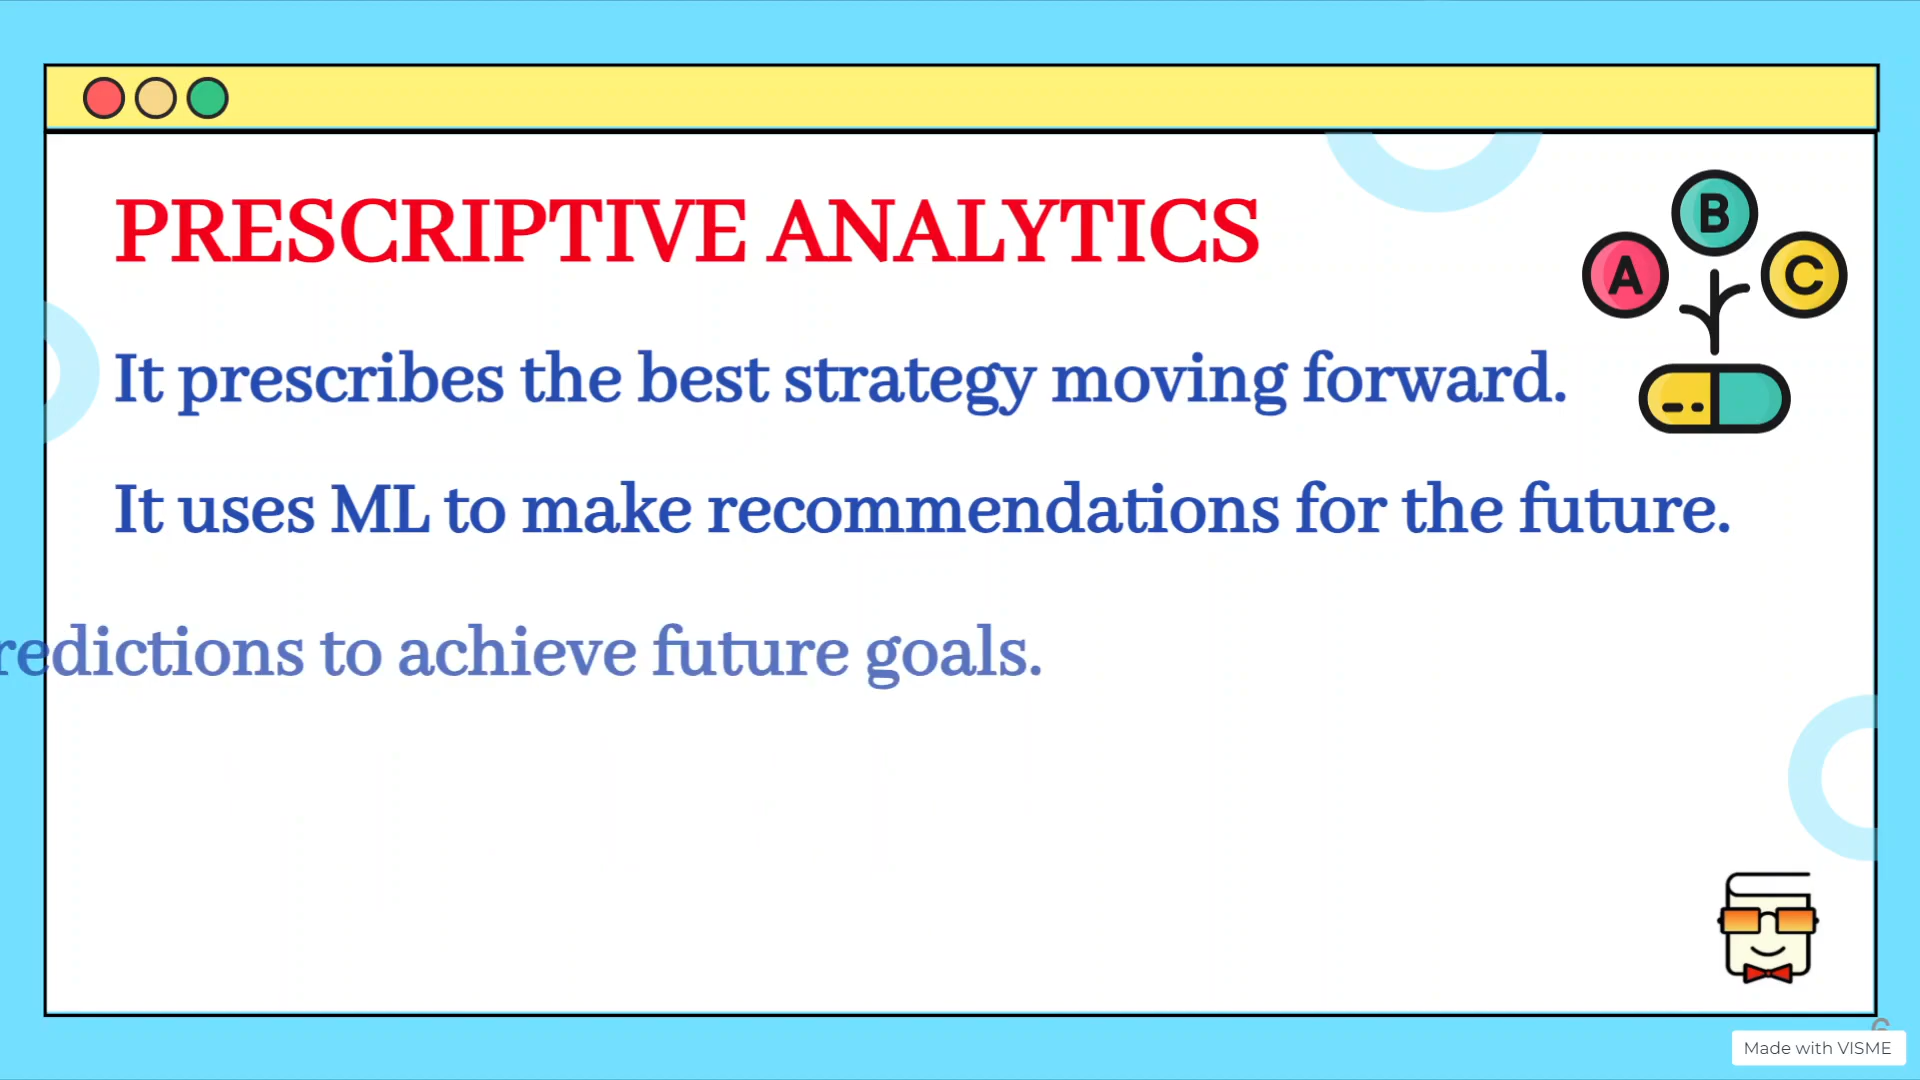 PRESCRIPTIVE ANALYTICS
B
A
C
It prescribes the best strategy moving forward.
It uses ML to make recommendations for the future.
redictions to achieve future goals.
Made with VISME